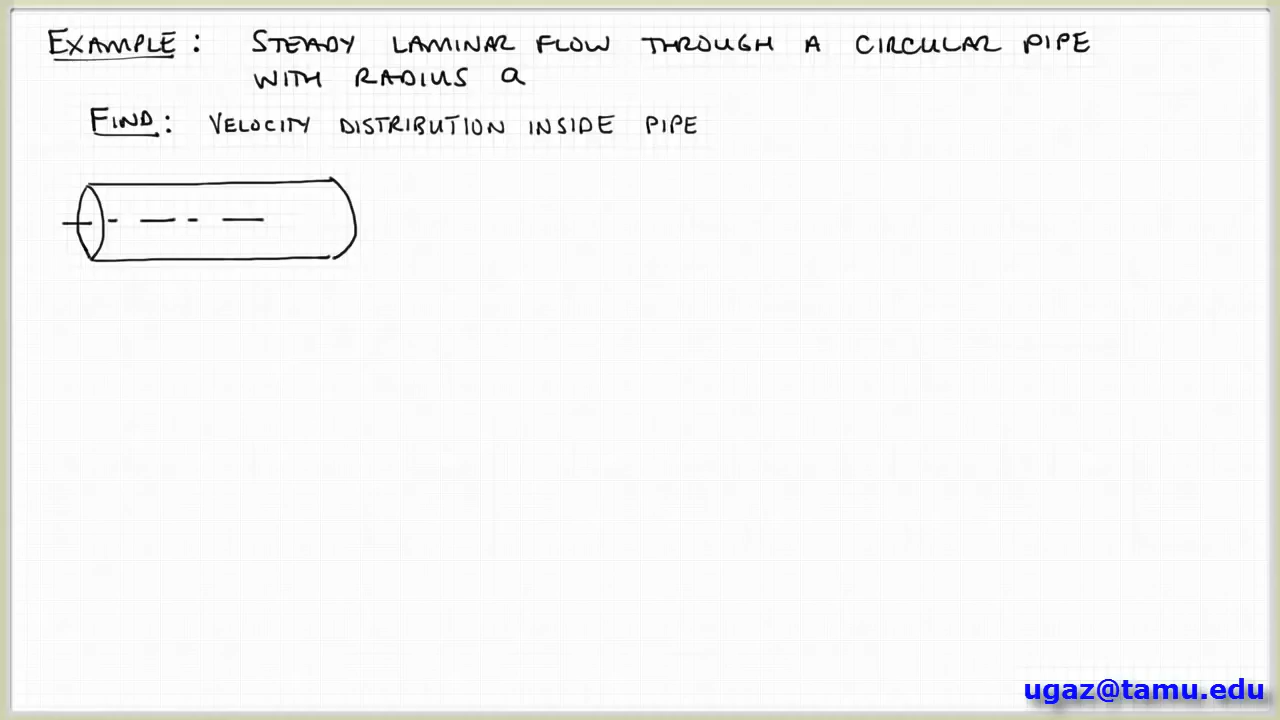 EXAMPLE: STEADY LAMINAR FLOW THROUGH A CIRCULAR PIPE
WITH RADIUS a
FIND: VELOCITY DISTRIBUTION INSIDE PIPE
ugaz@tamu.edu